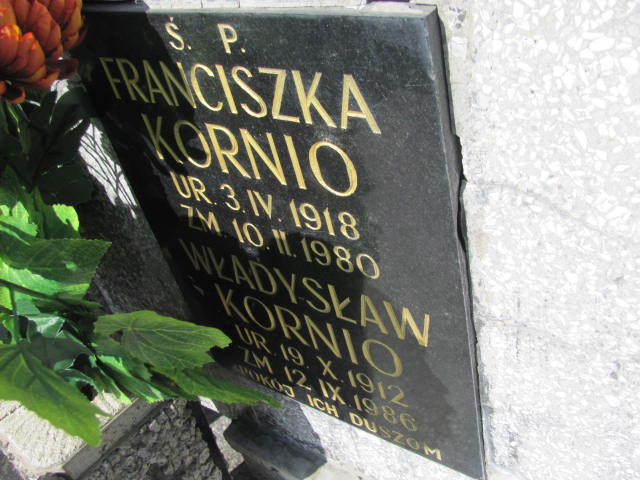 Ś. P.
FRANCISZKA
KORNIO
UR. 3. IV. 1918
ZM. 10. II. 1980
WŁADYSŁAW
KORNIO
UR. 19. X. 1912
ZM 12. IX 1986
POKÓJ ICH DUSZOM